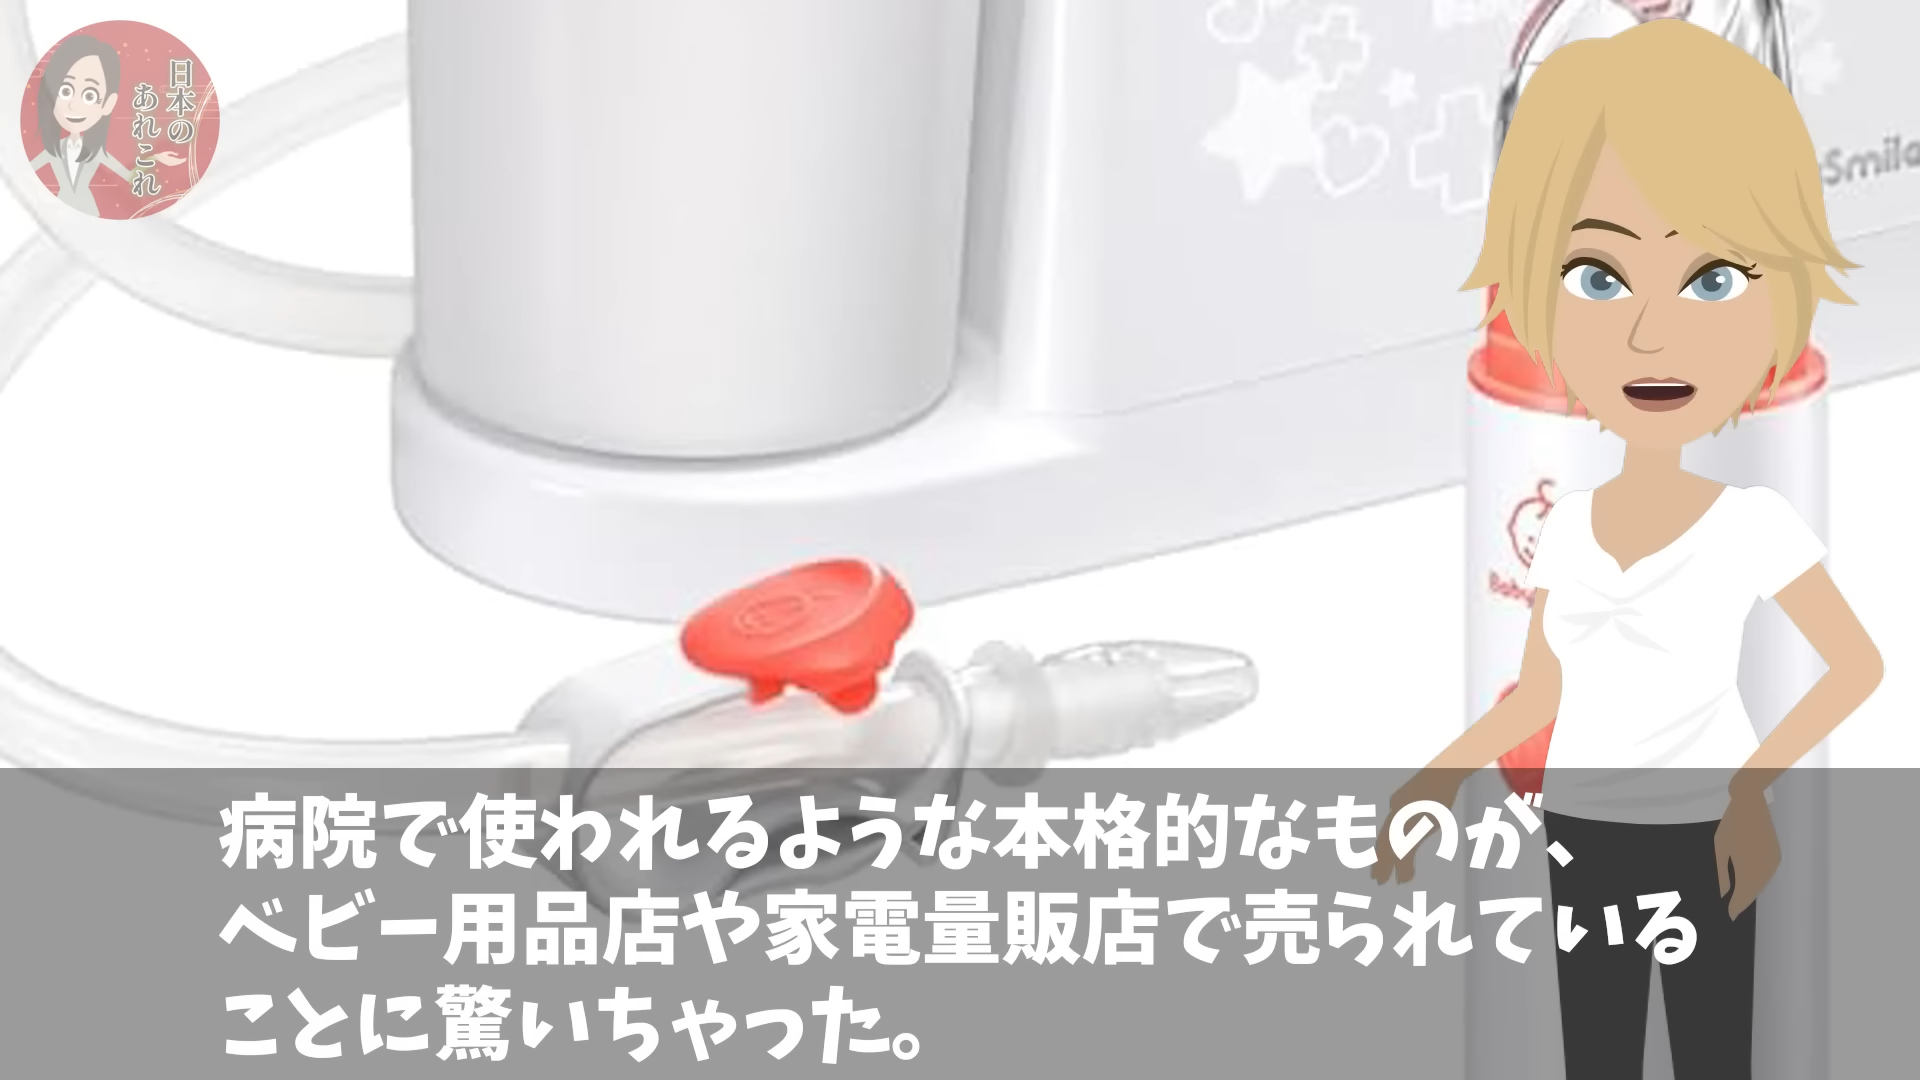 日本の
あれこれ
Smile
病院で使われるような本格的なものが、
ベビー用品店や家電量販店で売られている
ことに驚いちゃった。